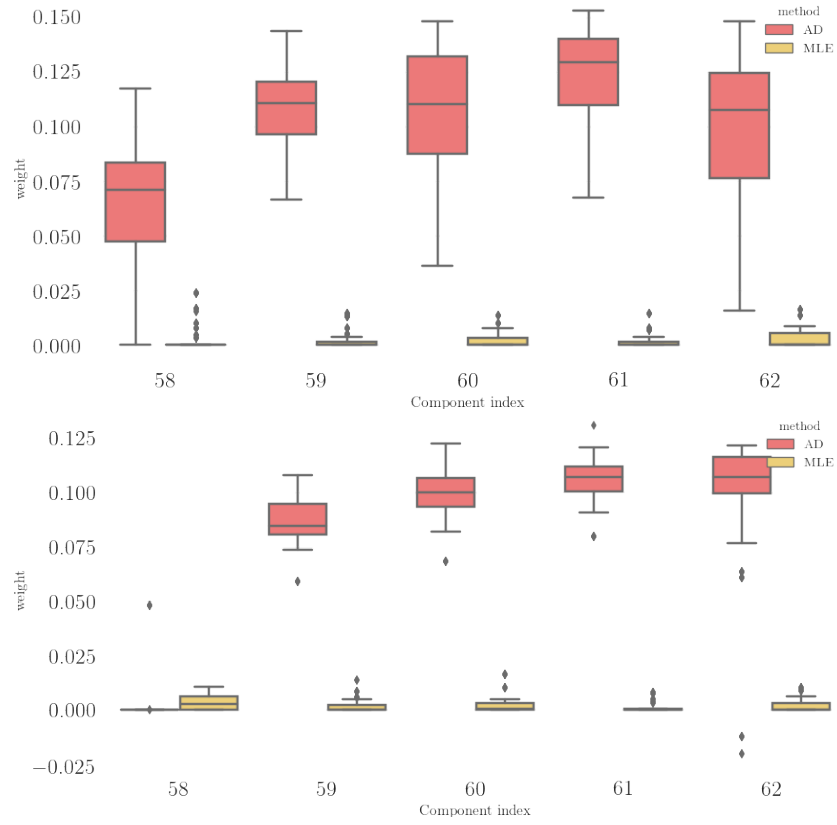 0.150
method
AD
MLE
0.125
0.100
weight
0.075
0.050
0.025
0.000
58 59 60 61 62
Component index
method
AD
MLE
0.125
0.100
0.075
weight
0.050
0.025
0.000
−0.025
58 59 60 61 62
Component index